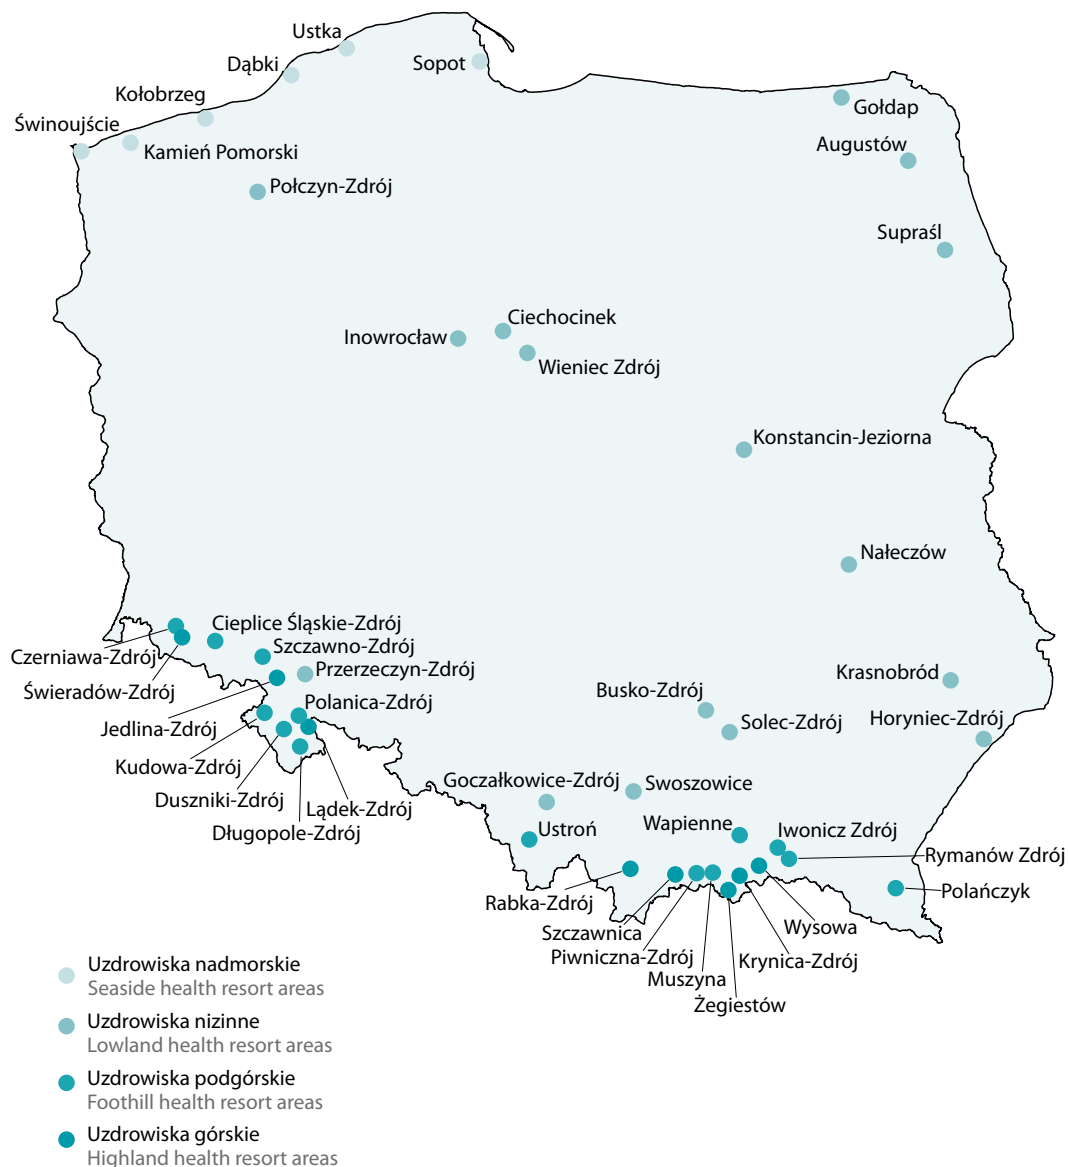 Ustka
Dąbki
Sopot
Kołobrzeg
Gołdap
Świnoujście
Kamień Pomorski
Augustów
Połczyn-Zdrój
Supraśl
Ciechocinek
Inowrocław
Wieniec Zdrój
Konstancin-Jeziorna
Nałeczów
Cieplice Śląskie-Zdrój
Szczawno-Zdrój
Czerniawa-Zdrój
Przerzeczyn-Zdrój
Krasnobród
Świeradów-Zdrój
Busko-Zdrój
Polanica-Zdrój
Horyniec-Zdrój
Solec-Zdrój
Jedlina-Zdrój
Kudowa-Zdrój
Goczałkowice-Zdrój
Swoszowice
Duszniki-Zdrój
Lądek-Zdrój
Wapienne
Iwonicz Zdrój
Ustroń
Długopole-Zdrój
Rymanów Zdrój
Polańczyk
Rabka-Zdrój
Wysowa
Szczawnica
Piwniczna-Zdrój
Krynica-Zdrój
Muszyna
Żegiestów
Uzdrowiska nadmorskie
Seaside health resort areas
Uzdrowiska nizinne
Lowland health resort areas
Uzdrowiska podgórskie
Foothill health resort areas
Uzdrowiska górskie
Highland health resort areas